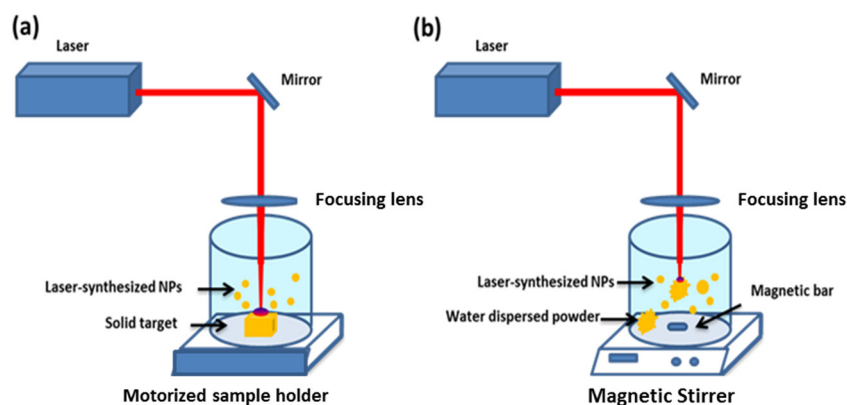 (a)
Laser
Mirror
Focusing lens
Laser-synthesized NPs
Solid target
Motorized sample holder
(b)
Laser
Mirror
Focusing lens
Laser-synthesized NPs
Magnetic bar
Water dispersed powder
Magnetic Stirrer